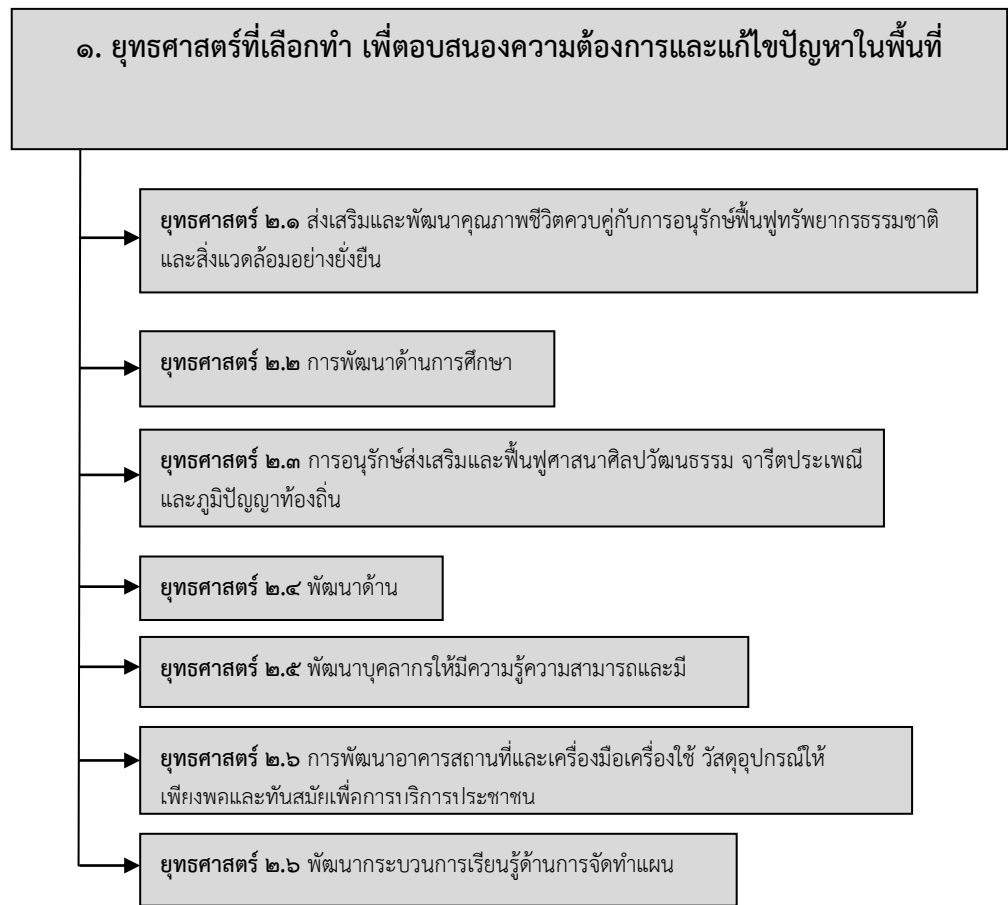 ๑. ยุทธศาสตร์ที่เลือกทำ เพื่ตอบสนองความต้องการและแก้ไขปัญหาในพื้นที่
ยุทธศาสตร์ ๒.๑ ส่งเสริมและพัฒนาคุณภาพชีวิตควบคู่กับการอนุรักษ์ฟื้นฟูทรัพยากรธรรมชาติ
และสิ่งแวดล้อมอย่างยั่งยืน
ยุทธศาสตร์ ๒.๒ การพัฒนาด้านการศึกษา
ยุทธศาสตร์ ๒.๓ การอนุรักษ์ส่งเสริมและฟื้นฟูศาสนาศิลปวัฒนธรรม จารีตประเพณี
และภูมิปัญญาท้องถิ่น
ยุทธศาสตร์ ๒.๔ พัฒนาด้าน
ยุทธศาสตร์ ๒.๕ พัฒนาบุคลากรให้มีความรู้ความสามารถและมี
ยุทธศาสตร์ ๒.๖ การพัฒนาอาคารสถานที่และเครื่องมือเครื่องใช้ วัสดุอุปกรณ์ให้
เพียงพอและทันสมัยเพื่อการบริการประชาชน
ยุทธศาสตร์ ๒.๖ พัฒนากระบวนการเรียนรู้ด้านการจัดทำแผน